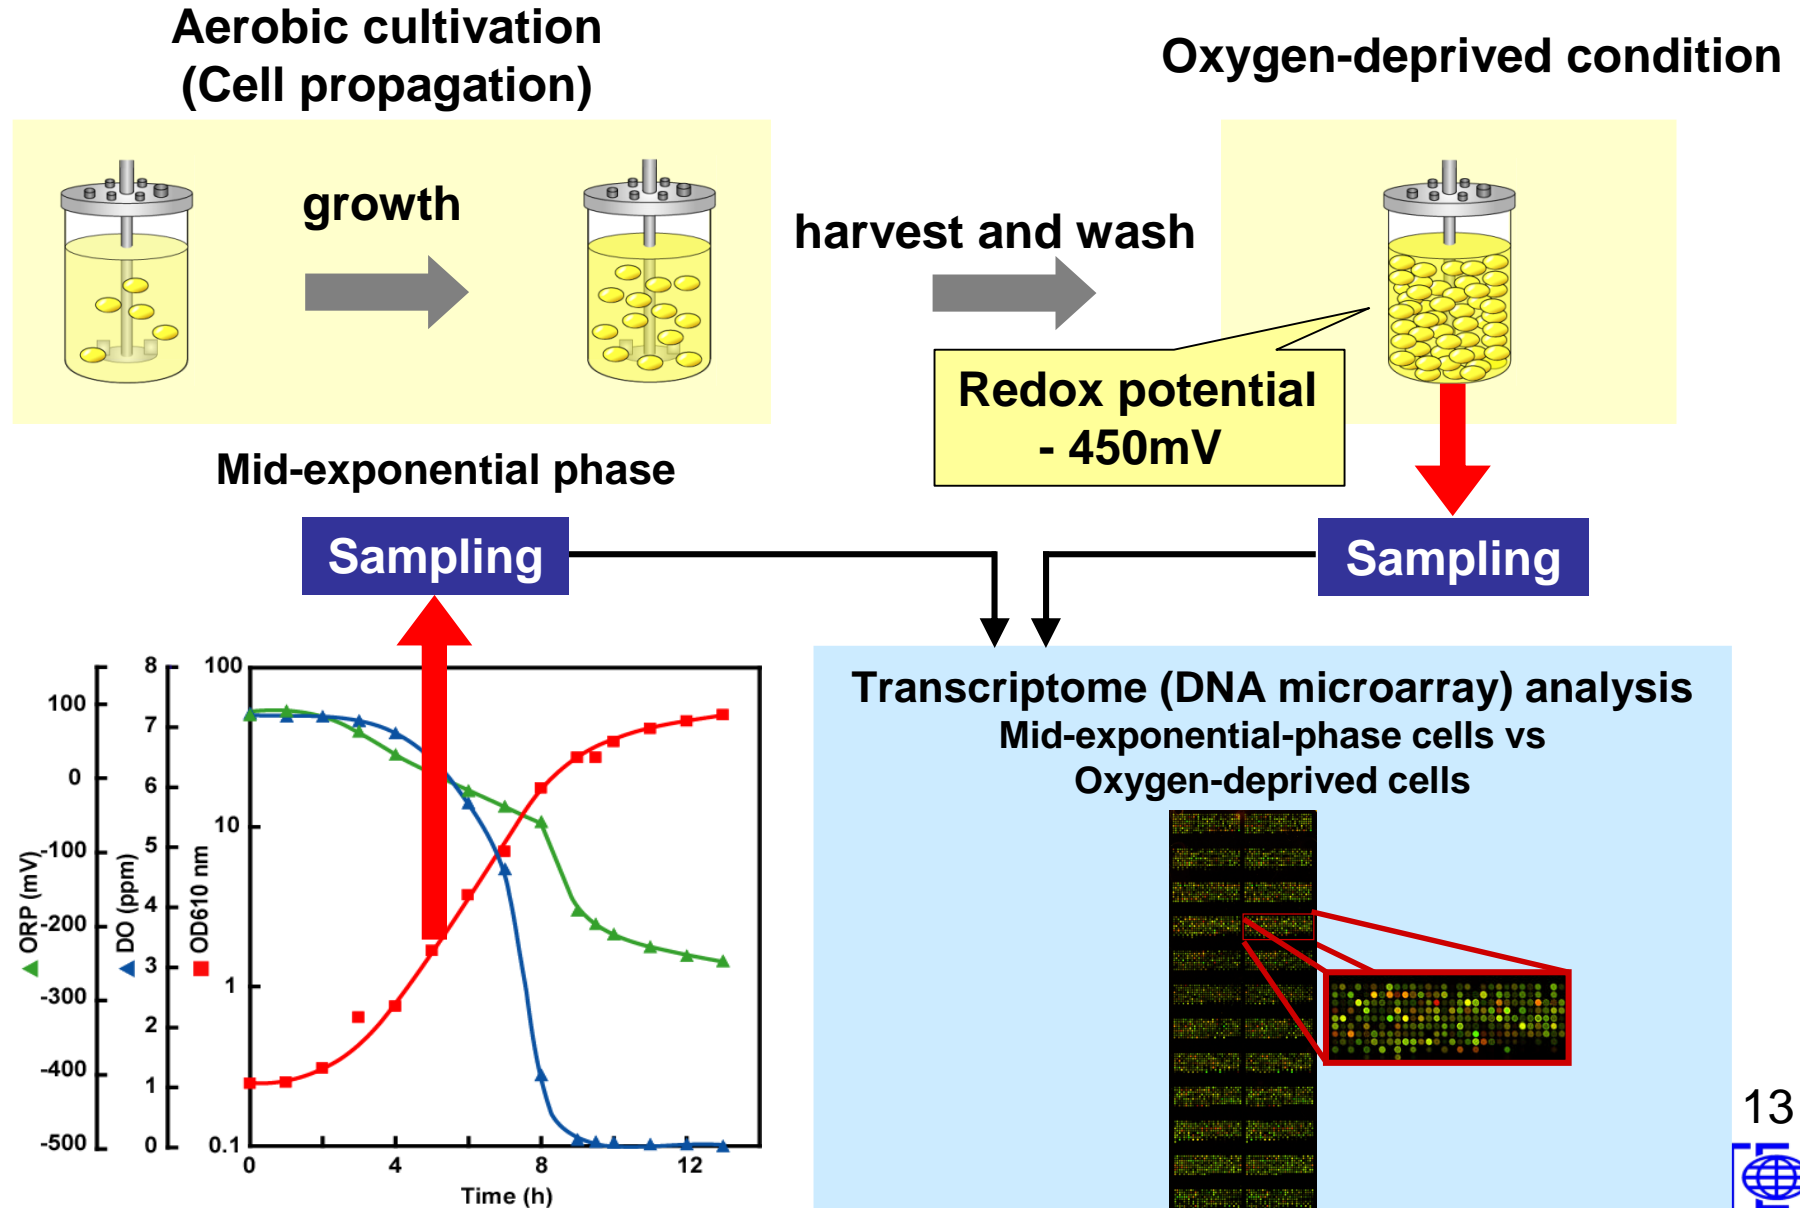 Aerobic cultivation
(Cell propagation)
Oxygen-deprived condition
growth
harvest and wash
Redox potential
- 450mV
Mid-exponential phase
Sampling
Sampling
Transcriptome (DNA microarray) analysis
Mid-exponential-phase cells vs
Oxygen-deprived cells
ORP (mV)
100
0
-100
-200
-300
-400
-500
DO (ppm)
8
7
6
5
4
3
2
1
0
OD610 nm
100
10
1
0.1
0
4
8
12
Time (h)
13